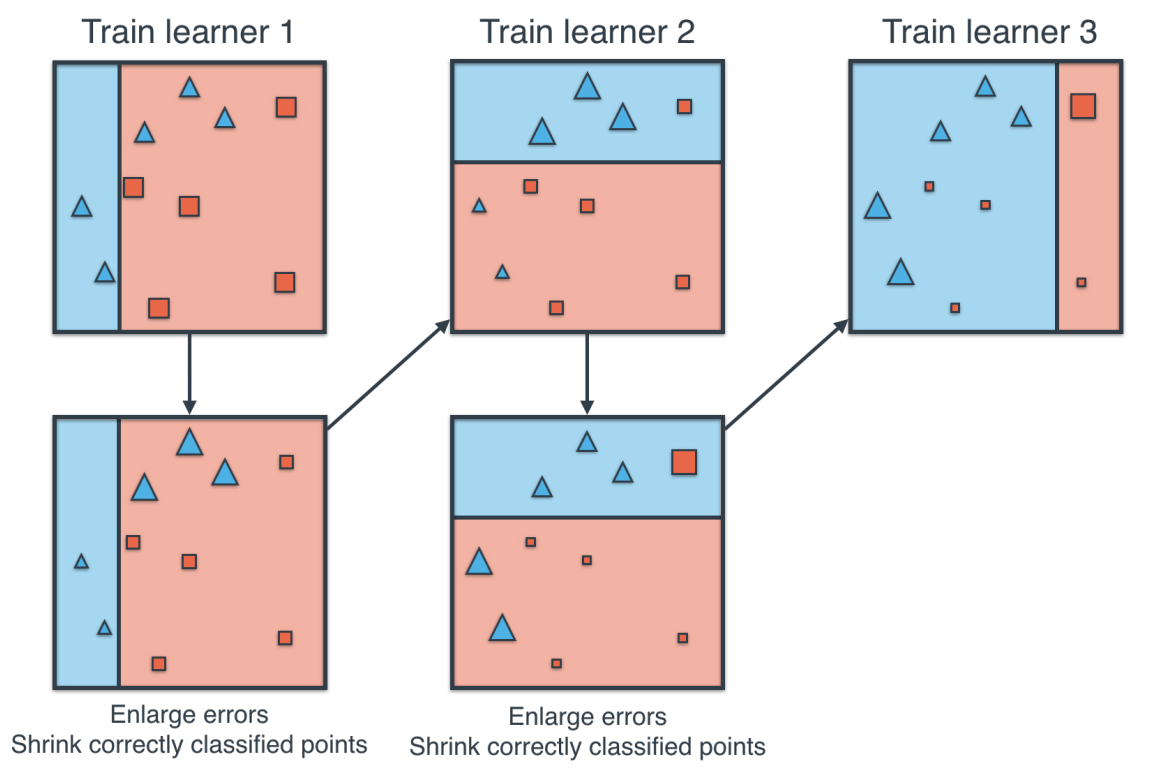 Train learner 1
Train learner 2
Train learner 3
Enlarge errors
Shrink correctly classified points
Enlarge errors
Shrink correctly classified points